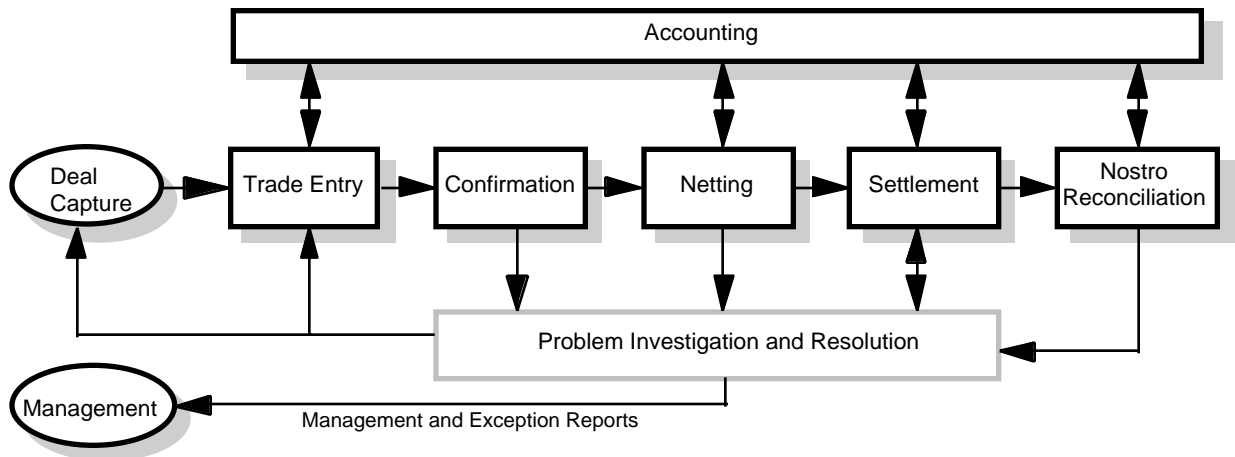 Accounting
Deal
Capture
Trade Entry
Confirmation
Netting
Settlement
Nostro
Reconciliation
Problem Investigation and Resolution
Management
Management and Exception Reports